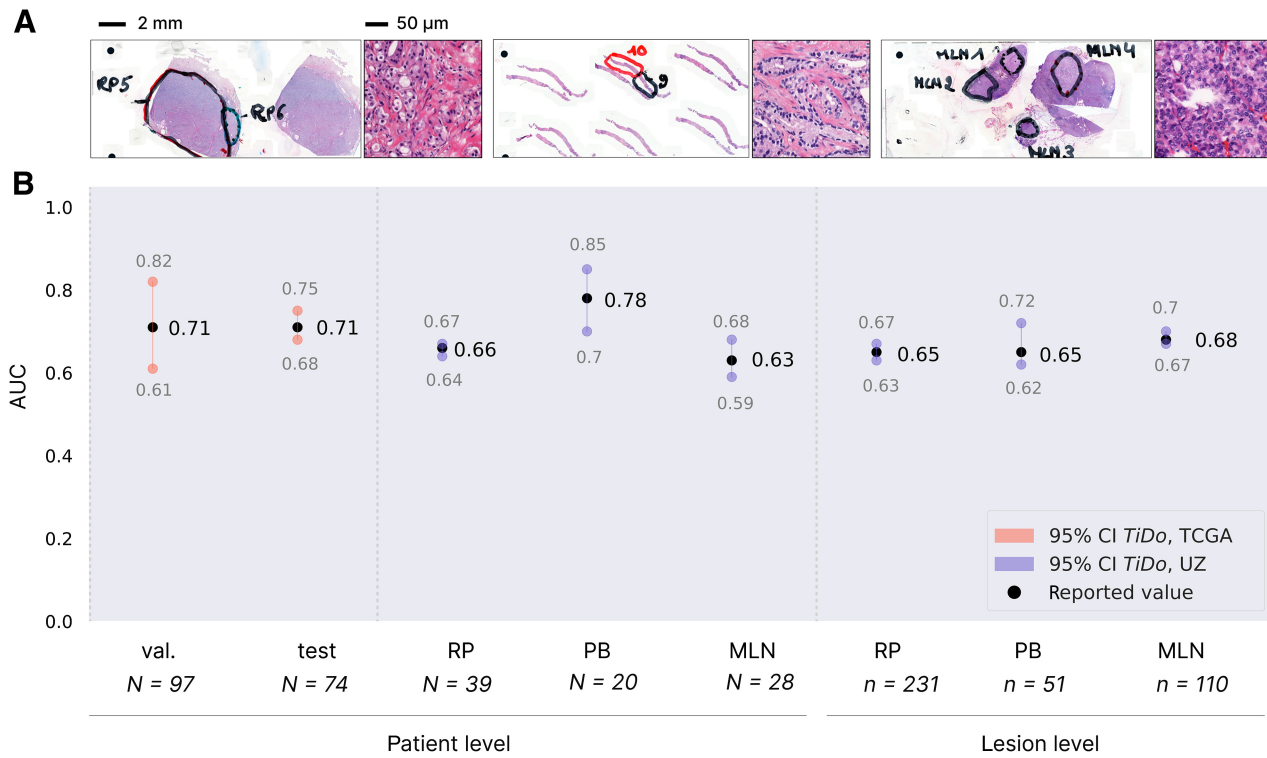 A
2 mm
50 µm
RP5
RP6
10
9
MLN1
MLN2
MLN4
MLN3
B
AUC
1.0
0.8
0.6
0.4
0.2
0.0
0.82
0.71
0.61
0.75
0.71
0.68
0.67
0.66
0.64
0.85
0.78
0.7
0.68
0.63
0.59
0.67
0.65
0.63
0.72
0.65
0.62
0.7
0.68
0.67
95% CI TiDo, TCGA
95% CI TiDo, UZ
Reported value
val. test RP PB MLN RP PB MLN
N = 97 N = 74 N = 39 N = 20 N = 28 n = 231 n = 51 n = 110
Patient level Lesion level